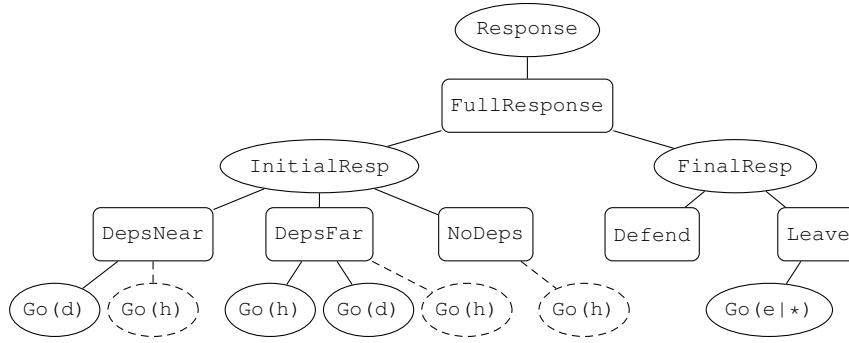 Response
FullResponse
InitialResp
FinalResp
DepsNear
DepsFar
NoDeps
Defend
Leave
Go(d)
Go(h)
Go(h)
Go(d)
Go(h)
Go(h)
Go(e|*)